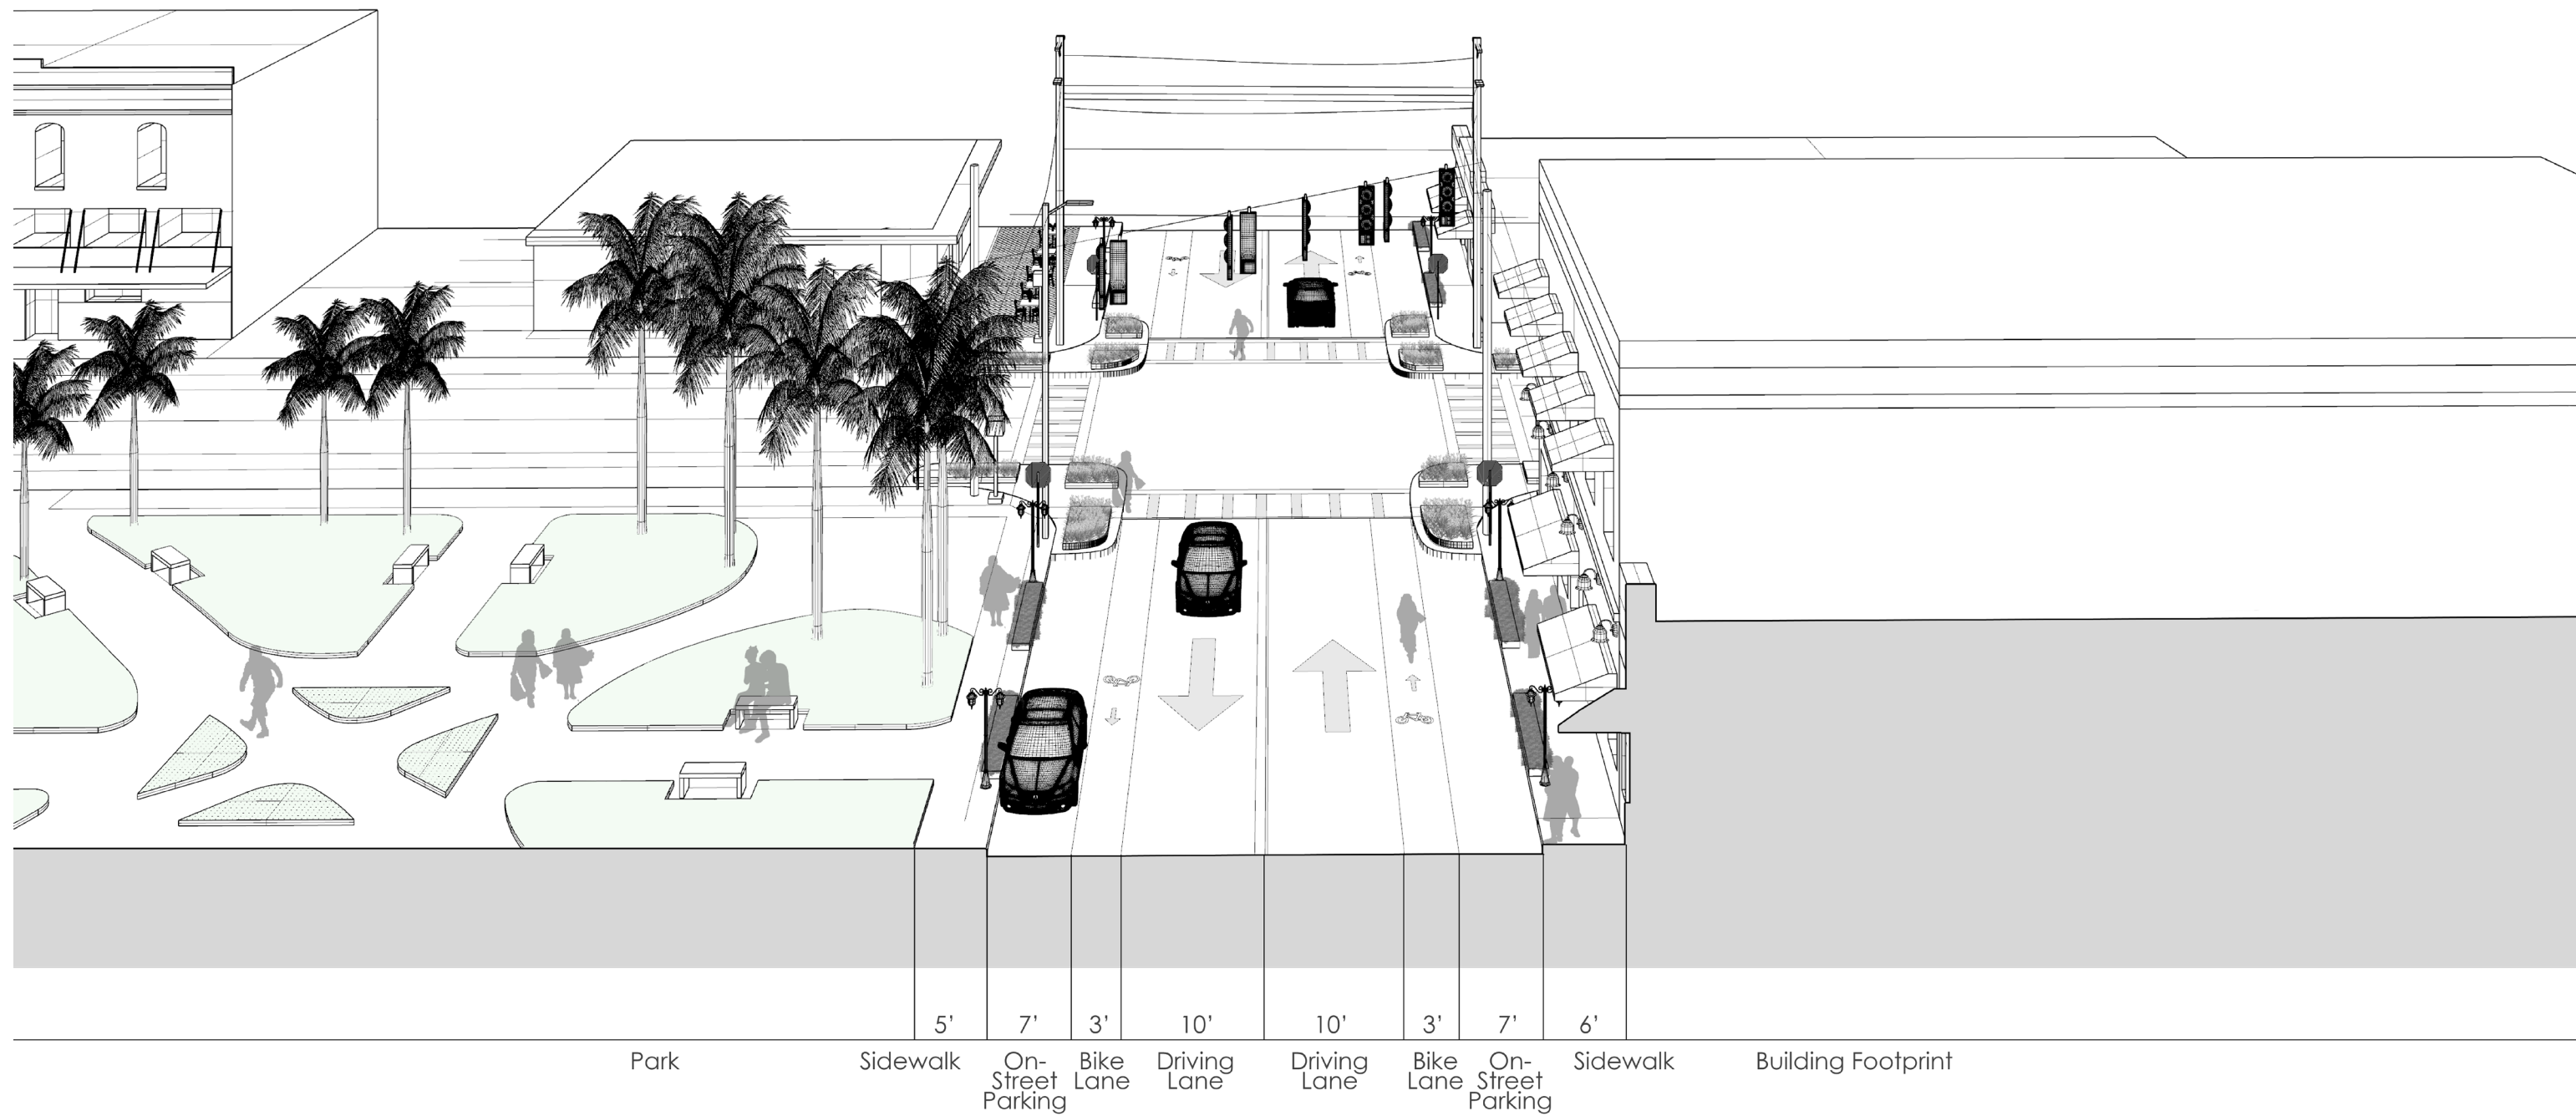 5’ 7’ 3’ 10’ 10’ 3’ 7’ 6’
Park Sidewalk On- Bike Driving Driving Bike On- Sidewalk Building Footprint
Street Lane Lane Lane Lane Street
Parking Parking